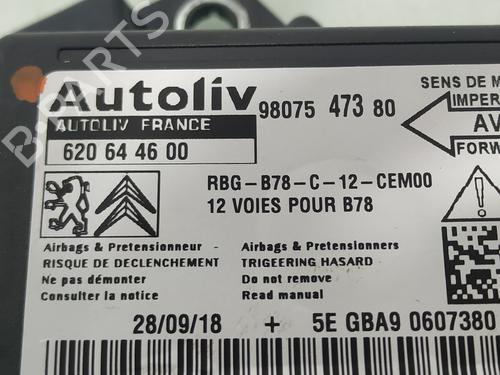 Autoliv
98075 47380
AUTOLIV FRANCE
620 64 46 00
SENS DE M
IMPER
AV
FORW
RBG-B78-C-12-CEM00
12 VOIES POUR B78
Airbags & Pretensionneur -
RISQUE DE DECLENCHEMENT
Ne pas démonter
Consulter la notice
Airbags & Pretensionners
TRIGEERING HASARD
Do not remove
Read manual
28/09/18 + 5E GBA9 0607380
B-PARTS